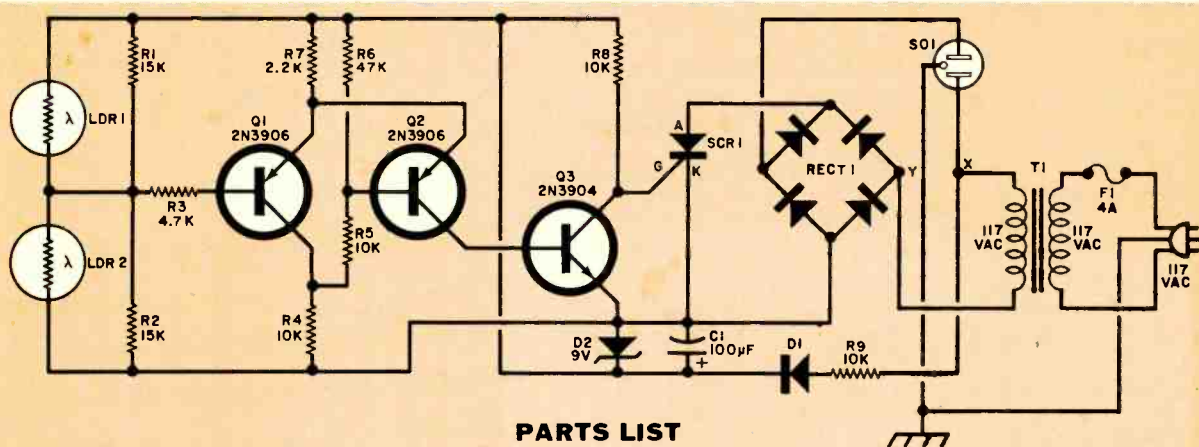 R1
15K
R7
2.2K
R6
47K
R8
10K
SO1
λ LDR1
Q1
2N3906
Q2
2N3906
A
SCR1
G
K
RECT1
Y
X
T1
F1
4A
Q3
2N3904
R3
4.7K
R5
10K
λ LDR2
117
VAC
117
VAC
117
VAC
R2
15K
R4
10K
D2
9V
C1
100µF
+
D1
R9
10K
PARTS LIST